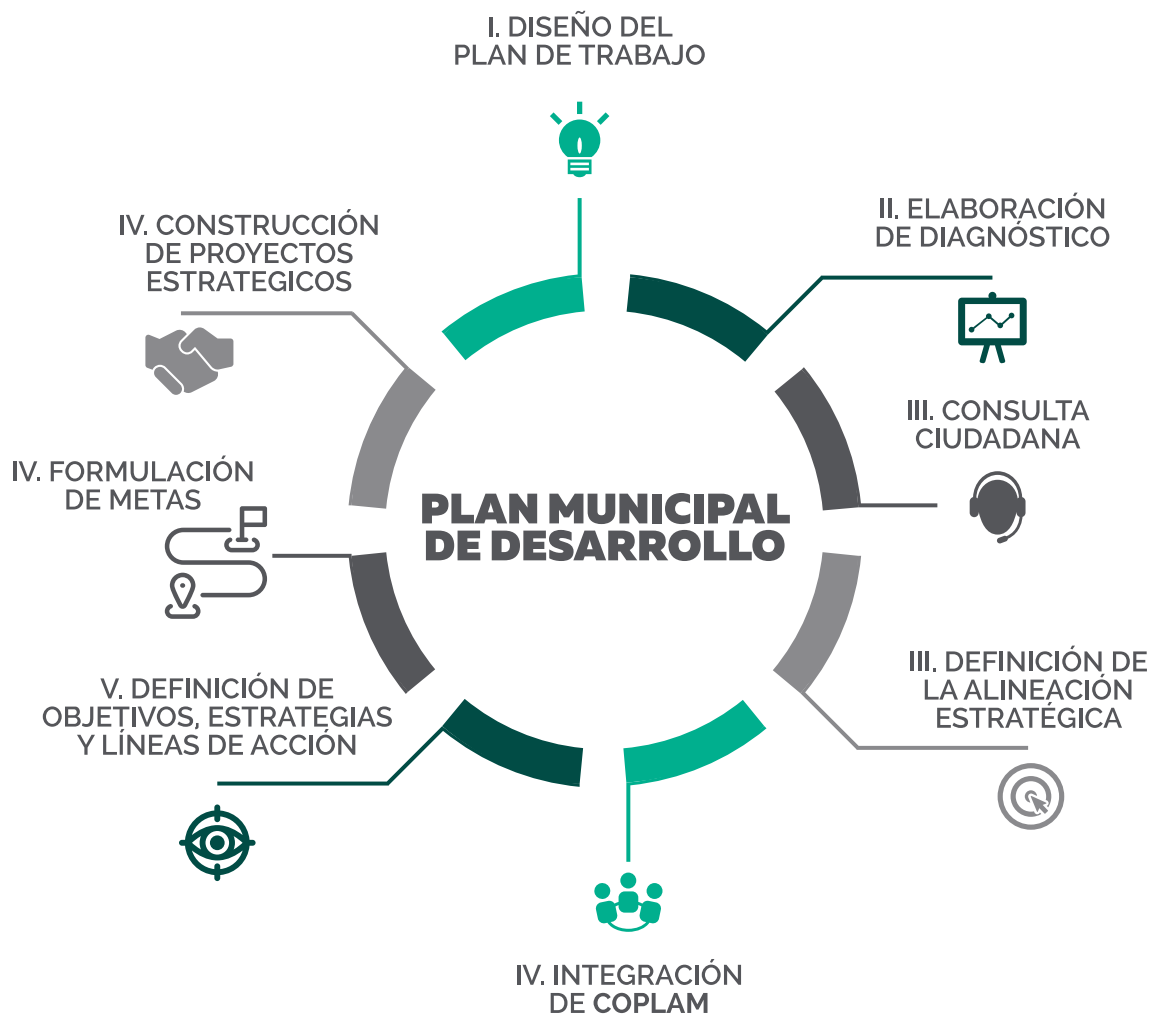 I. DISEÑO DEL
PLAN DE TRABAJO
II. ELABORACIÓN
DE DIAGNÓSTICO
III. CONSULTA
CIUDADANA
III. DEFINICIÓN DE
LA ALINEACIÓN
ESTRATÉGICA
IV. INTEGRACIÓN
DE COPLAM
V. DEFINICIÓN DE
OBJETIVOS, ESTRATEGIAS
Y LÍNEAS DE ACCIÓN
IV. FORMULACIÓN
DE METAS
IV. CONSTRUCCIÓN
DE PROYECTOS
ESTRATEGICOS
PLAN MUNICIPAL
DE DESARROLLO